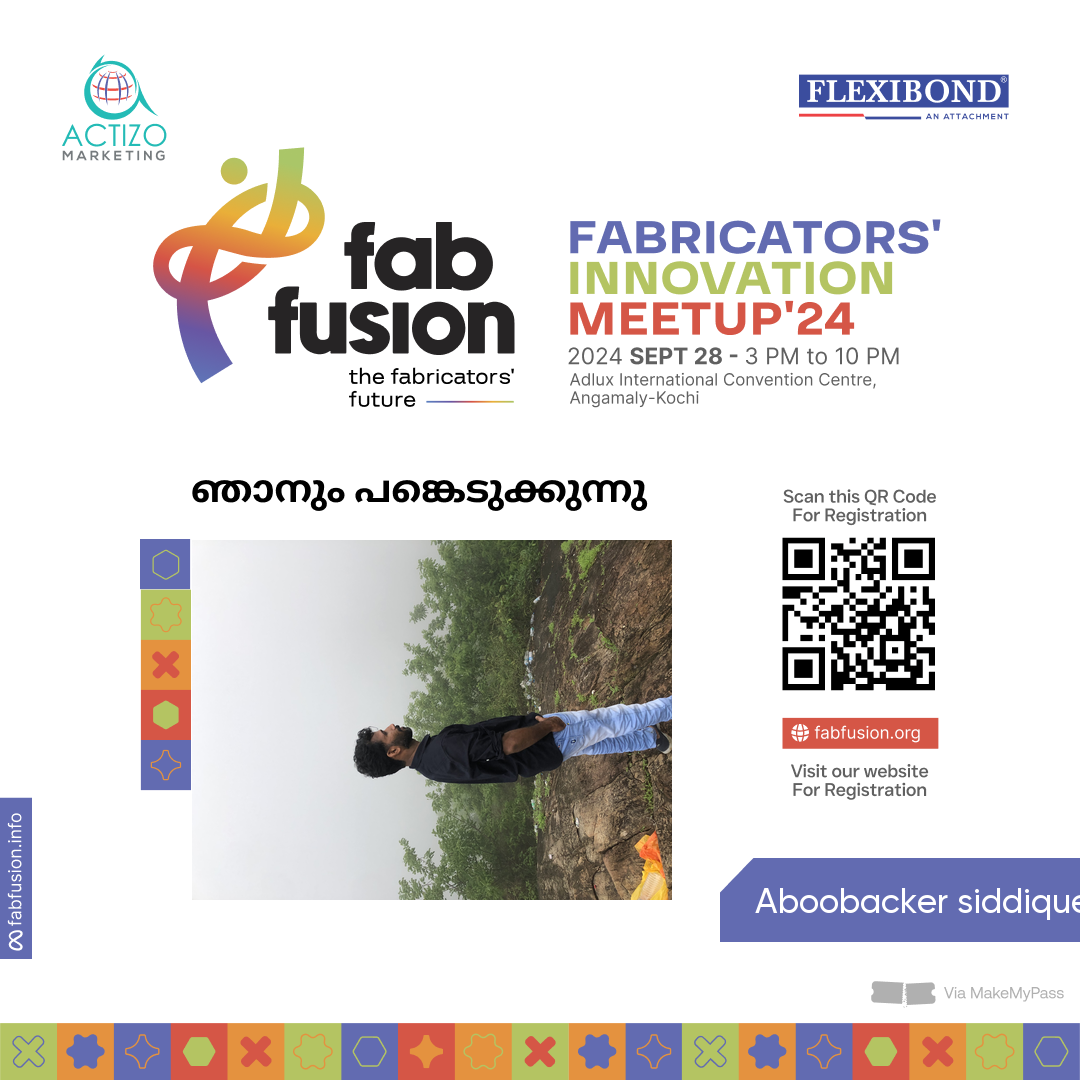 ACTIZO
MARKETING
FLEXIBOND®
AN ATTACHMENT
fab
fusion
the fabricators'
future
FABRICATORS'
INNOVATION
MEETUP'24
2024 SEPT 28 - 3 PM to 10 PM
Adlux International Convention Centre,
Angamaly-Kochi
ഞാനും പങ്കെടുക്കുന്നു
Scan this QR Code
For Registration
fabfusion.org
Visit our website
For Registration
fabfusion.info
Aboobacker siddique
Via MakeMyPass